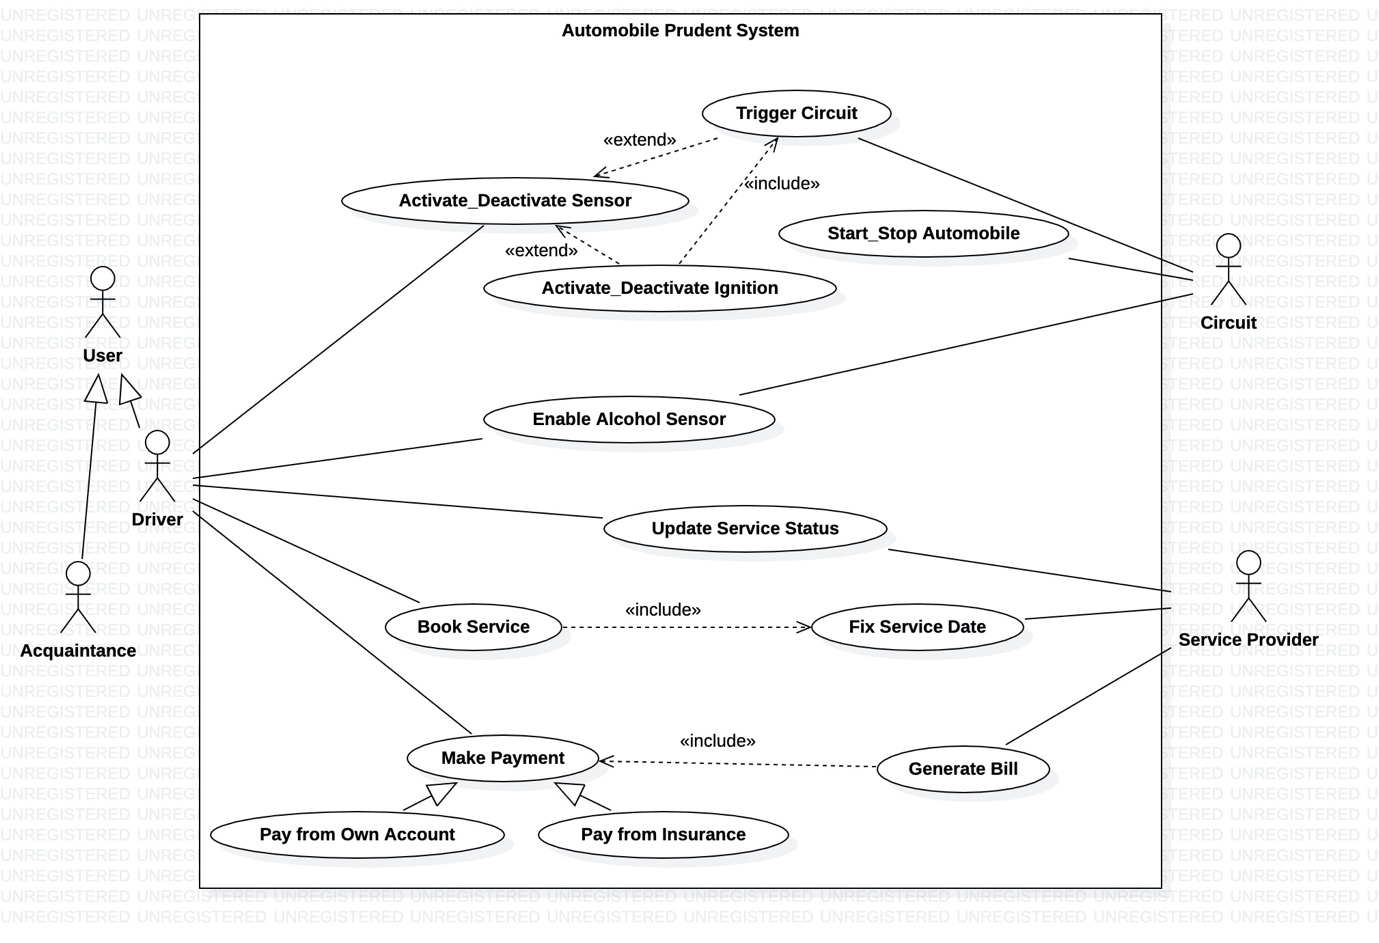 Automobile Prudent System
Trigger Circuit
«extend»
«include»
Activate_Deactivate Sensor
Start_Stop Automobile
«extend»
Activate_Deactivate Ignition
Circuit
User
Enable Alcohol Sensor
Driver
Update Service Status
«include»
Book Service
Fix Service Date
Service Provider
Acquaintance
«include»
Make Payment
Generate Bill
Pay from Own Account
Pay from Insurance
UNREGISTERED